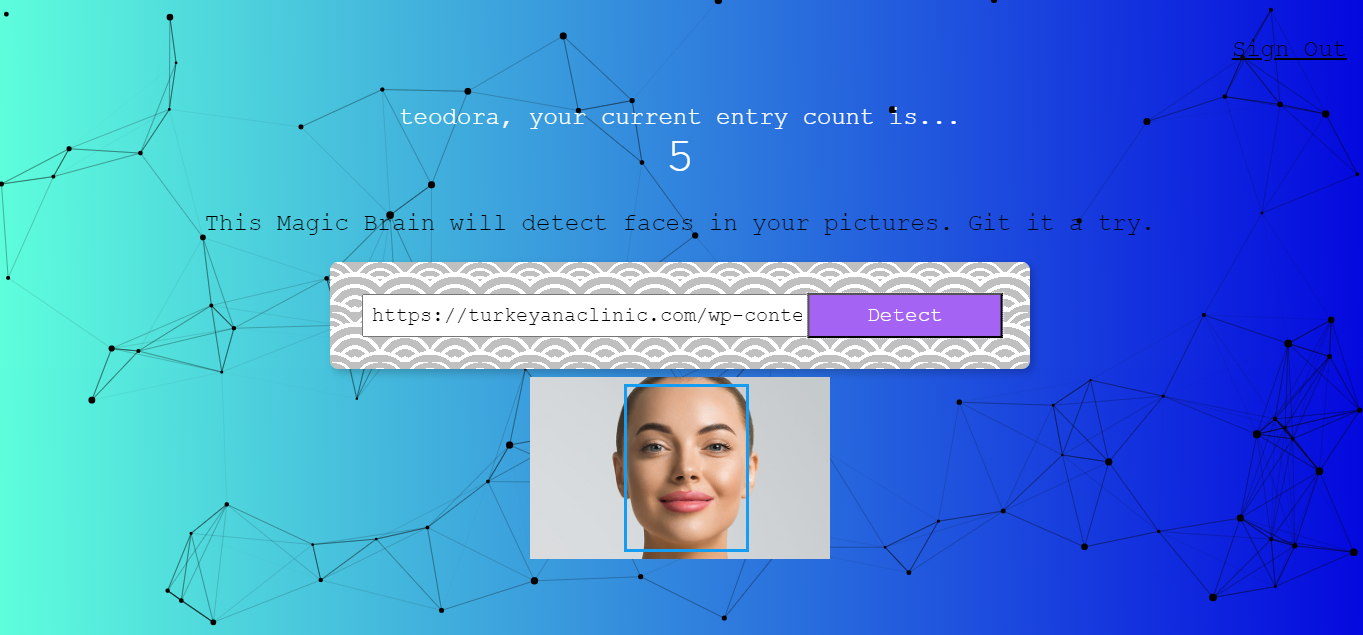 Sign Out
teodora, your current entry count is...
5
This Magic Brain will detect faces in your pictures. Git it a try.
https://turkeyanaclinic.com/wp-conte
Detect